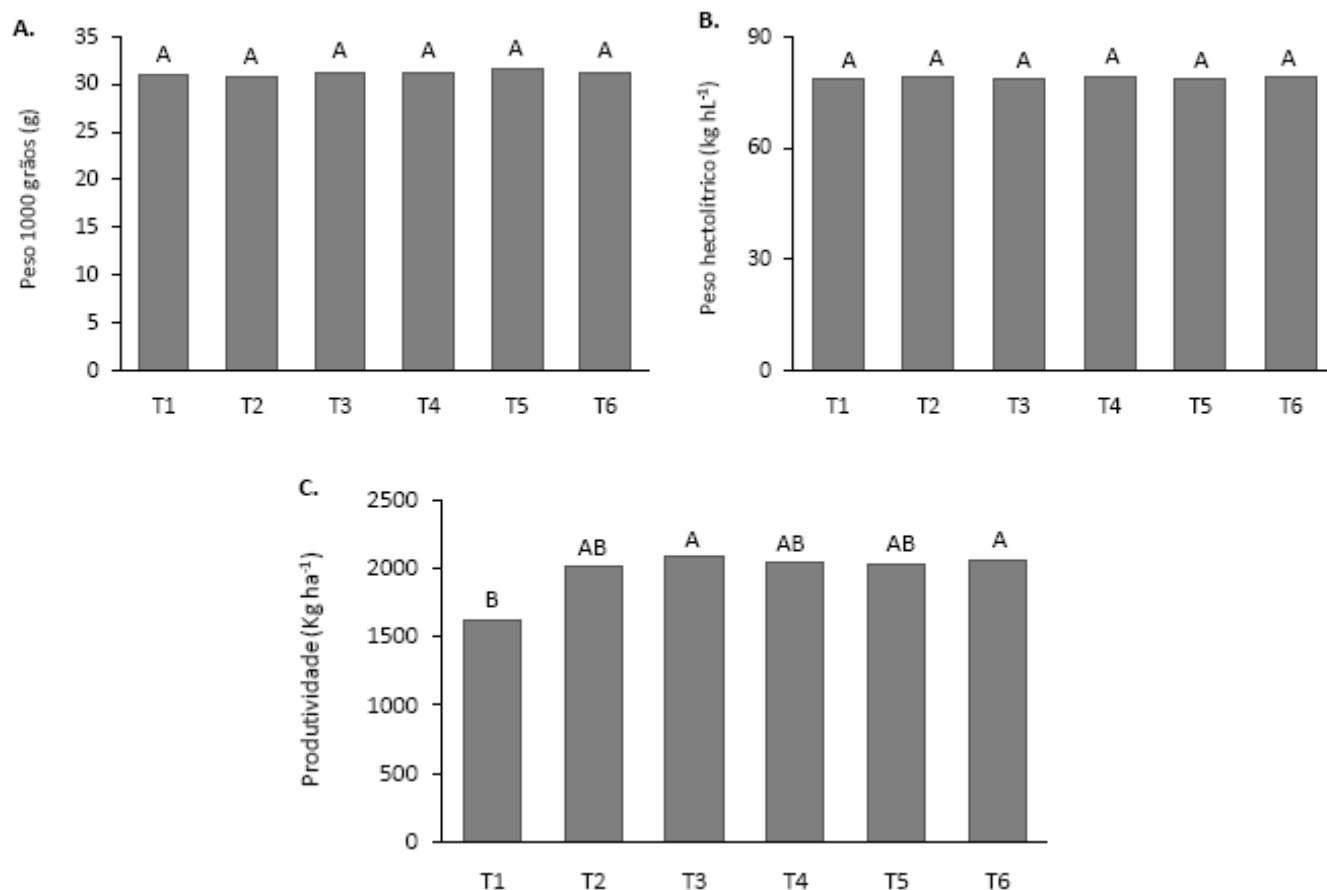 A.
Peso 1000 grãos (g)
35
30
25
20
15
10
5
0
A A A A A A
T1 T2 T3 T4 T5 T6
B.
Peso hectolítrico (kg hL⁻¹)
90
60
30
0
A A A A A A
T1 T2 T3 T4 T5 T6
C.
Produtividade (Kg ha⁻¹)
2500
2000
1500
1000
500
0
B AB A AB AB A
T1 T2 T3 T4 T5 T6